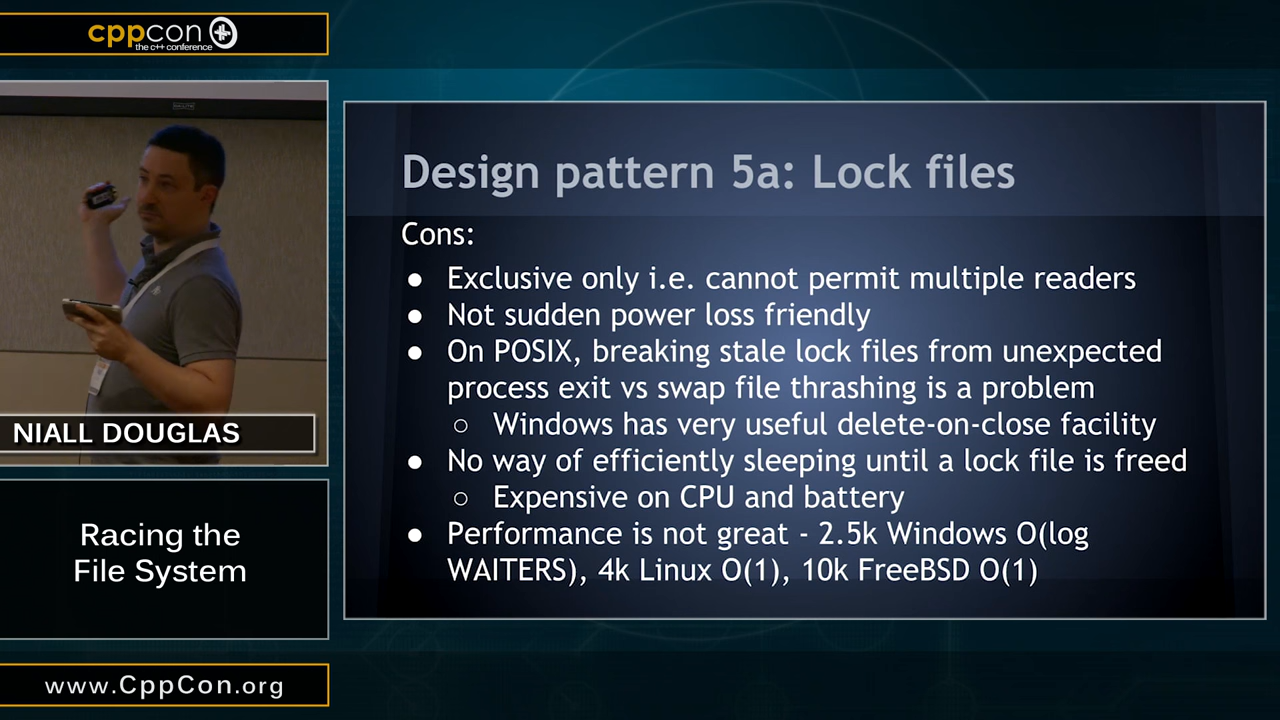 cppcon
the c++ conference
Design pattern 5a: Lock files
Cons:
● Exclusive only i.e. cannot permit multiple readers
● Not sudden power loss friendly
● On POSIX, breaking stale lock files from unexpected
process exit vs swap file thrashing is a problem
○ Windows has very useful delete-on-close facility
● No way of efficiently sleeping until a lock file is freed
○ Expensive on CPU and battery
● Performance is not great - 2.5k Windows O(log
WAITERS), 4k Linux O(1), 10k FreeBSD O(1)
NIALL DOUGLAS
Racing the
File System
www.CppCon.org